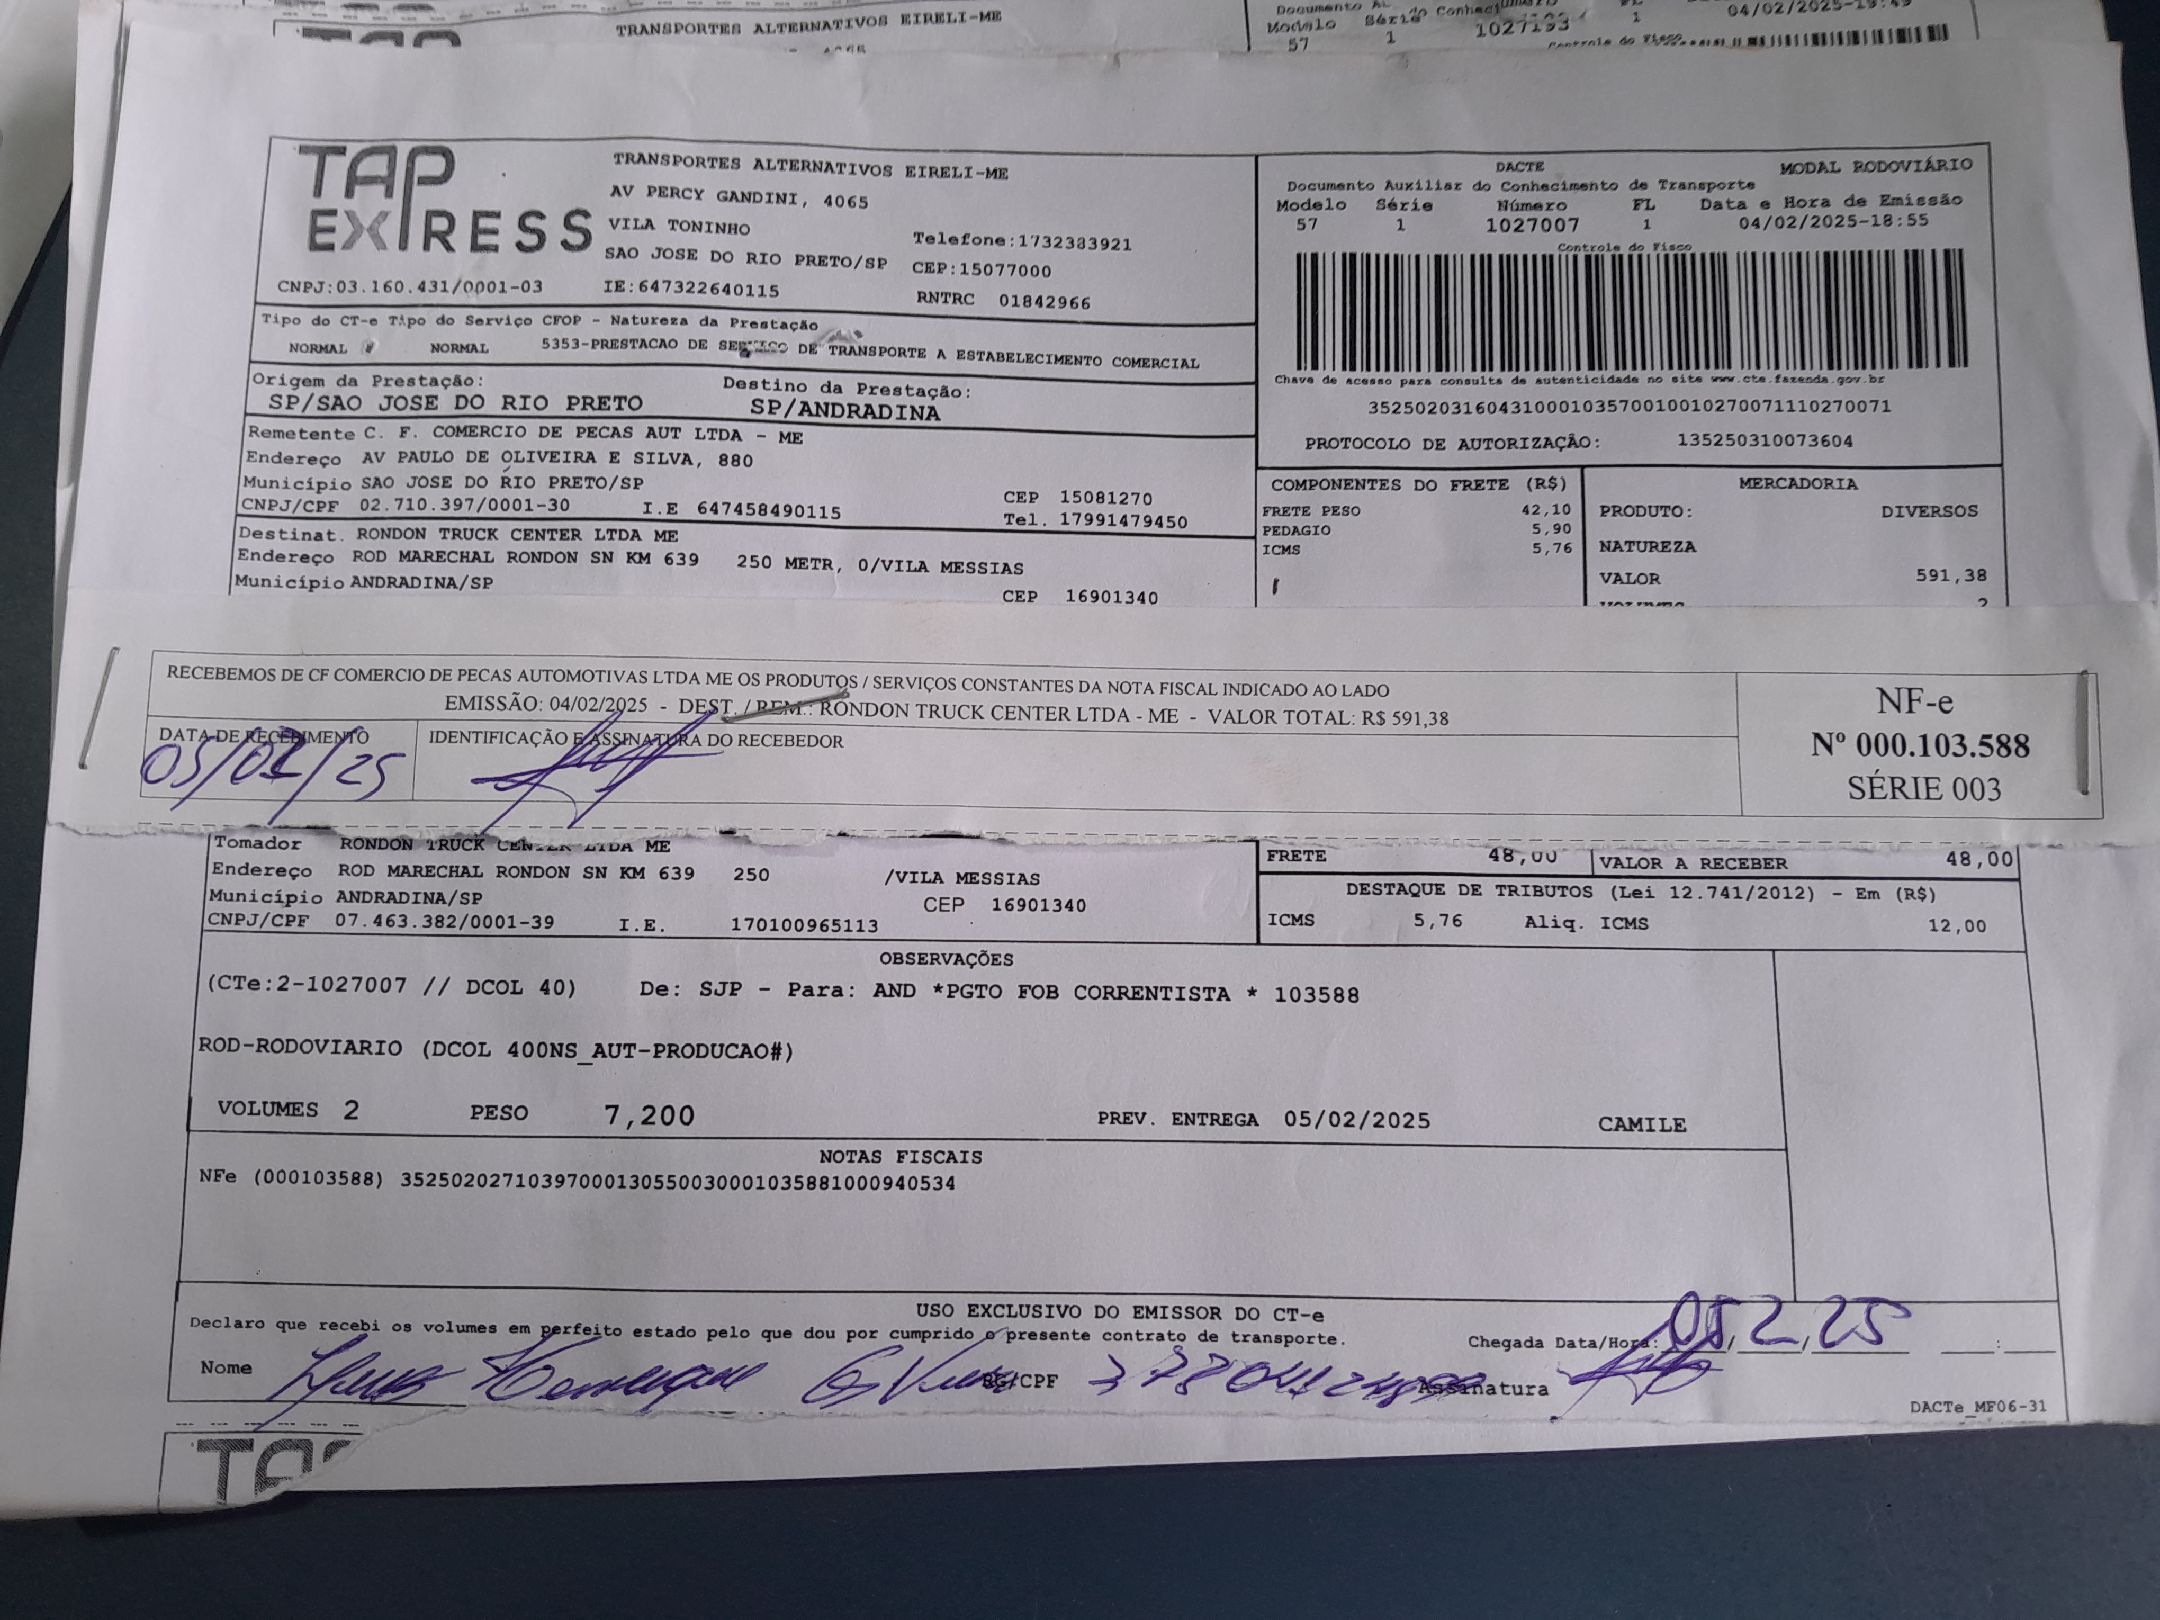 TRANSPORTES ALTERNATIVOS EIRELI-ME
Modelo Série
57 1 1027193 1 04/02/2025-19:49
TAP EXPRESS
TRANSPORTES ALTERNATIVOS EIRELI-ME
AV PERCY GANDINI, 4065
VILA TONINHO Telefone:1732383921
SAO JOSE DO RIO PRETO/SP CEP:15077000
CNPJ:03.160.431/0001-03 IE:647322640115 RNTRC 01842966
DACTE MODAL RODOVIÁRIO
Documento Auxiliar do Conhecimento de Transporte
Modelo Série Número FL Data e Hora de Emissão
57 1 1027007 1 04/02/2025-18:55
Controle do Fisco
Chave de acesso para consulta de autenticidade no site www.cte.fazenda.gov.br
35250203160431000103570010010270071110270071
PROTOCOLO DE AUTORIZAÇÃO: 135250310073604
Tipo do CT-e Tipo do Serviço CFOP - Natureza da Prestação
NORMAL NORMAL 5353-PRESTACAO DE SERVICO DE TRANSPORTE A ESTABELECIMENTO COMERCIAL
Origem da Prestação: Destino da Prestação:
SP/SAO JOSE DO RIO PRETO SP/ANDRADINA
Remetente C. F. COMERCIO DE PECAS AUT LTDA - ME
Endereço AV PAULO DE OLIVEIRA E SILVA, 880
Município SAO JOSE DO RIO PRETO/SP CEP 15081270
CNPJ/CPF 02.710.397/0001-30 I.E 647458490115 Tel. 17991479450
Destinat. RONDON TRUCK CENTER LTDA ME
Endereço ROD MARECHAL RONDON SN KM 639 250 METR, 0/VILA MESSIAS
Município ANDRADINA/SP CEP 16901340
COMPONENTES DO FRETE (R$)
FRETE PESO 42,10
PEDAGIO 5,90
ICMS 5,76
MERCADORIA
PRODUTO: DIVERSOS
NATUREZA
VALOR 591,38
VOLUMES 2
RECEBEMOS DE CF COMERCIO DE PECAS AUTOMOTIVAS LTDA ME OS PRODUTOS / SERVIÇOS CONSTANTES DA NOTA FISCAL INDICADO AO LADO
EMISSÃO: 04/02/2025 - DEST. / REM.: RONDON TRUCK CENTER LTDA - ME - VALOR TOTAL: R$ 591,38
DATA DE RECEBIMENTO IDENTIFICAÇÃO E ASSINATURA DO RECEBEDOR
05/02/25
NF-e
Nº 000.103.588
SÉRIE 003
Tomador RONDON TRUCK CENTER LTDA ME
Endereço ROD MARECHAL RONDON SN KM 639 250 /VILA MESSIAS
Município ANDRADINA/SP CEP 16901340
CNPJ/CPF 07.463.382/0001-39 I.E. 170100965113
FRETE 48,00 VALOR A RECEBER 48,00
DESTAQUE DE TRIBUTOS (Lei 12.741/2012) - Em (R$)
ICMS 5,76 Aliq. ICMS 12,00
OBSERVAÇÕES
(CTe:2-1027007 // DCOL 40) De: SJP - Para: AND *PGTO FOB CORRENTISTA * 103588
ROD-RODOVIARIO (DCOL 400NS_AUT-PRODUCAO#)
VOLUMES 2 PESO 7,200 PREV. ENTREGA 05/02/2025 CAMILE
NOTAS FISCAIS
NFe (000103588) 35250202710397000130550030001035881000940534
USO EXCLUSIVO DO EMISSOR DO CT-e
Declaro que recebi os volumes em perfeito estado pelo que dou por cumprido o presente contrato de transporte.
Chegada Data/Hora: 05/2/25 :
Nome RG/CPF Assinatura
DACTe_MF06-31